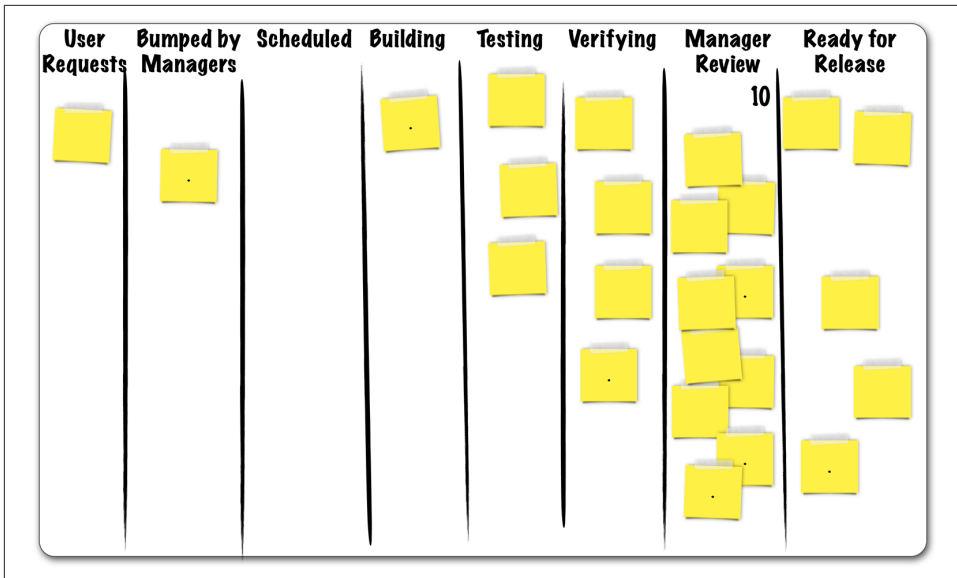 User Requests
Bumped by Managers
Scheduled
Building
Testing
Verifying
Manager Review
10
Ready for Release